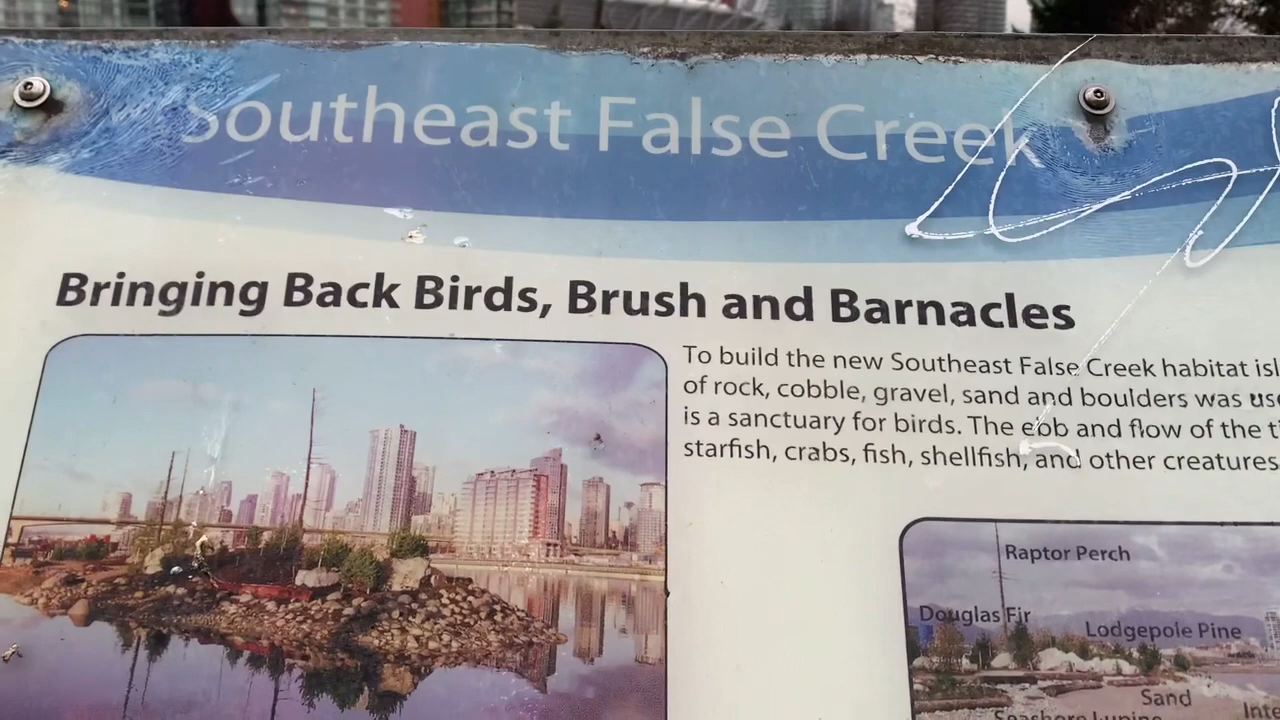 Southeast False Creek
Bringing Back Birds, Brush and Barnacles
To build the new Southeast False Creek habitat
of rock, cobble, gravel, sand and boulders was
is a sanctuary for birds. The ebb and flow of the
starfish, crabs, fish, shellfish, and other creatures
Raptor Perch
Douglas Fir
Lodgepole Pine
Sand
Seashore Lupine